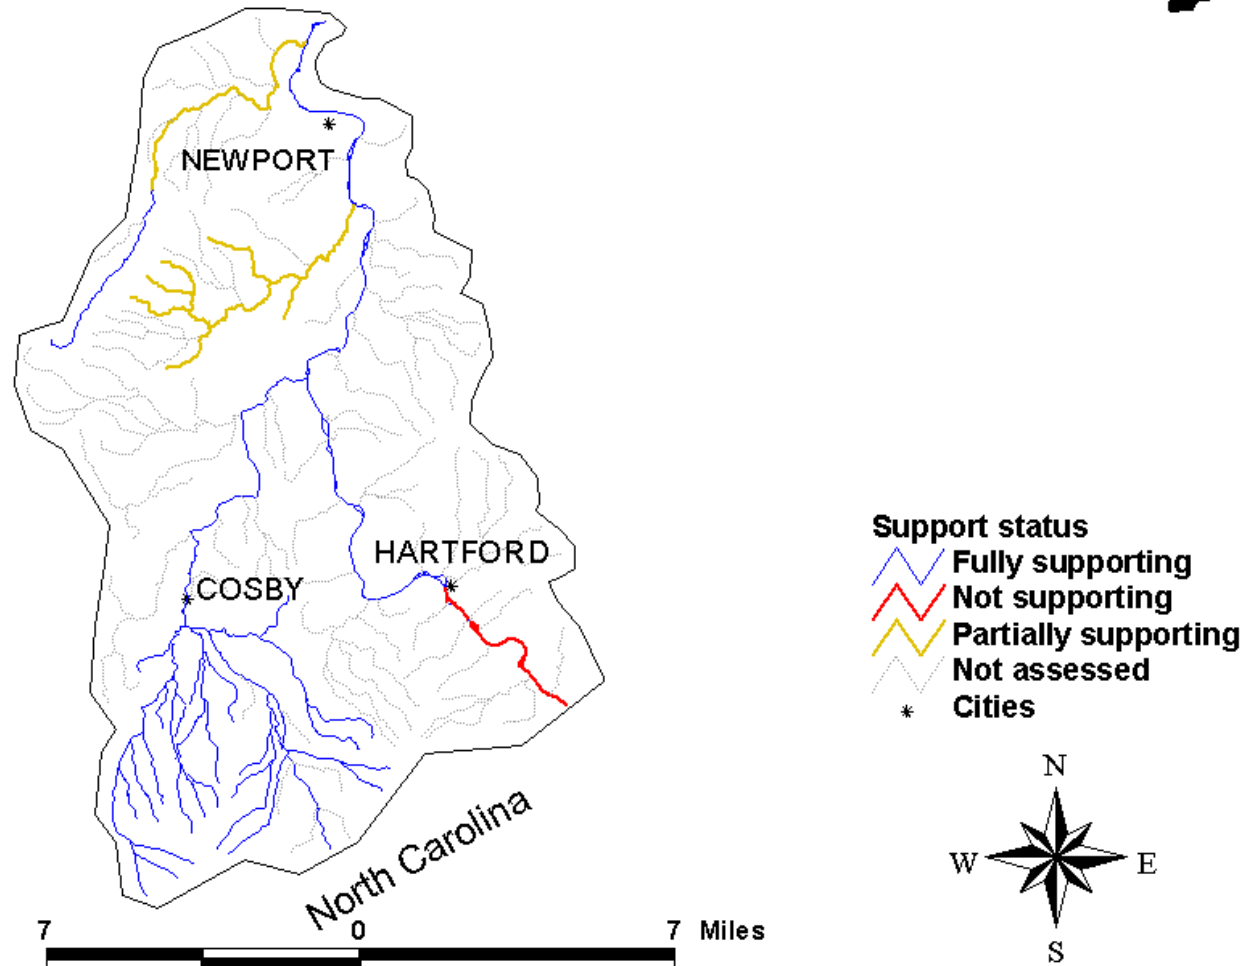 NEWPORT
HARTFORD
COSBY
North Carolina
Support status
Fully supporting
Not supporting
Partially supporting
Not assessed
Cities
N
W
E
S
7 0 7 Miles